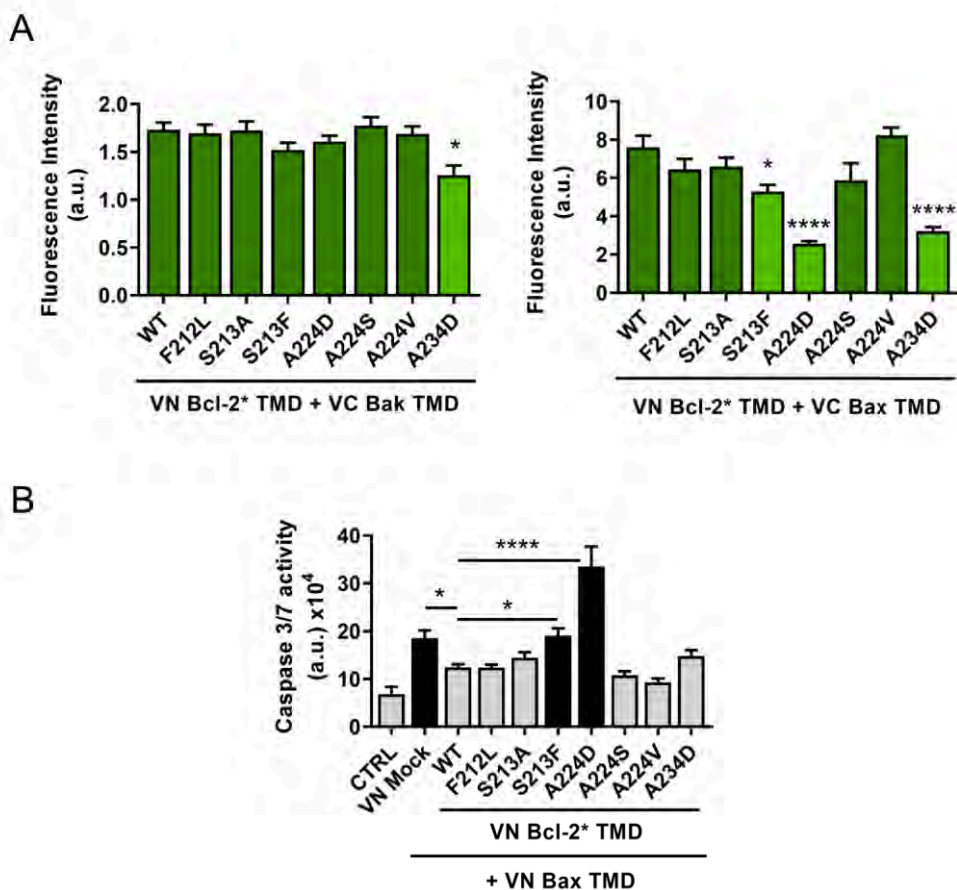 A
Fluorescence Intensity
(a.u.)
2.0
1.5
1.0
0.5
0.0
*
WT
F212L
S213A
S213F
A224D
A224S
A224V
A234D
VN Bcl-2* TMD + VC Bak TMD
Fluorescence Intensity
(a.u.)
10
8
6
4
2
0
*
****
****
WT
F212L
S213A
S213F
A224D
A224S
A224V
A234D
VN Bcl-2* TMD + VC Bax TMD
B
Caspase 3/7 activity
(a.u.) x10⁴
40
30
20
10
0
****
*
*
CTRL
VN Mock
WT
F212L
S213A
S213F
A224D
A224S
A224V
A234D
VN Bcl-2* TMD
+ VN Bax TMD